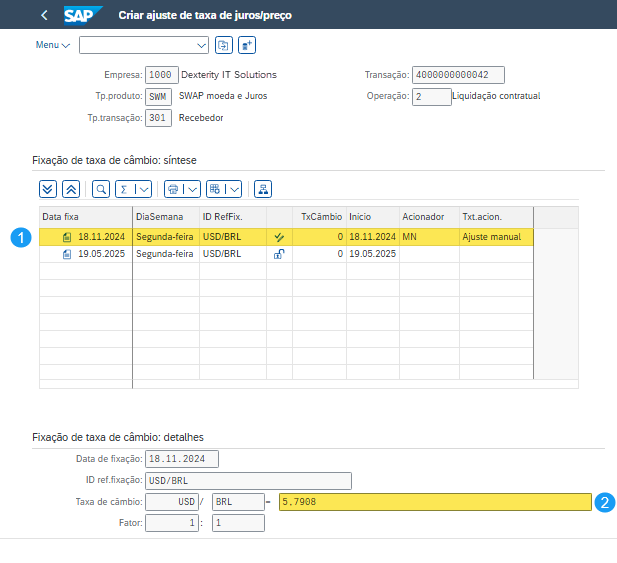 SAP Criar ajuste de taxa de juros/preço
Menu
Empresa: 1000 Dexterity IT Solutions Transação: 4000000000042
Tp.produto: SWM SWAP moeda e Juros Operação: 2 Liquidação contratual
Tp.transação: 301 Recebedor
Fixação de taxa de câmbio: síntese
Data fixa DiaSemana ID RefFix. TxCâmbio Início Acionador Txt.acion.
1 18.11.2024 Segunda-feira USD/BRL 0 18.11.2024 MN Ajuste manual
19.05.2025 Segunda-feira USD/BRL 0 19.05.2025
Fixação de taxa de câmbio: detalhes
Data de fixação: 18.11.2024
ID ref.fixação: USD/BRL
Taxa de câmbio: USD / BRL = 5,7908 2
Fator: 1 : 1